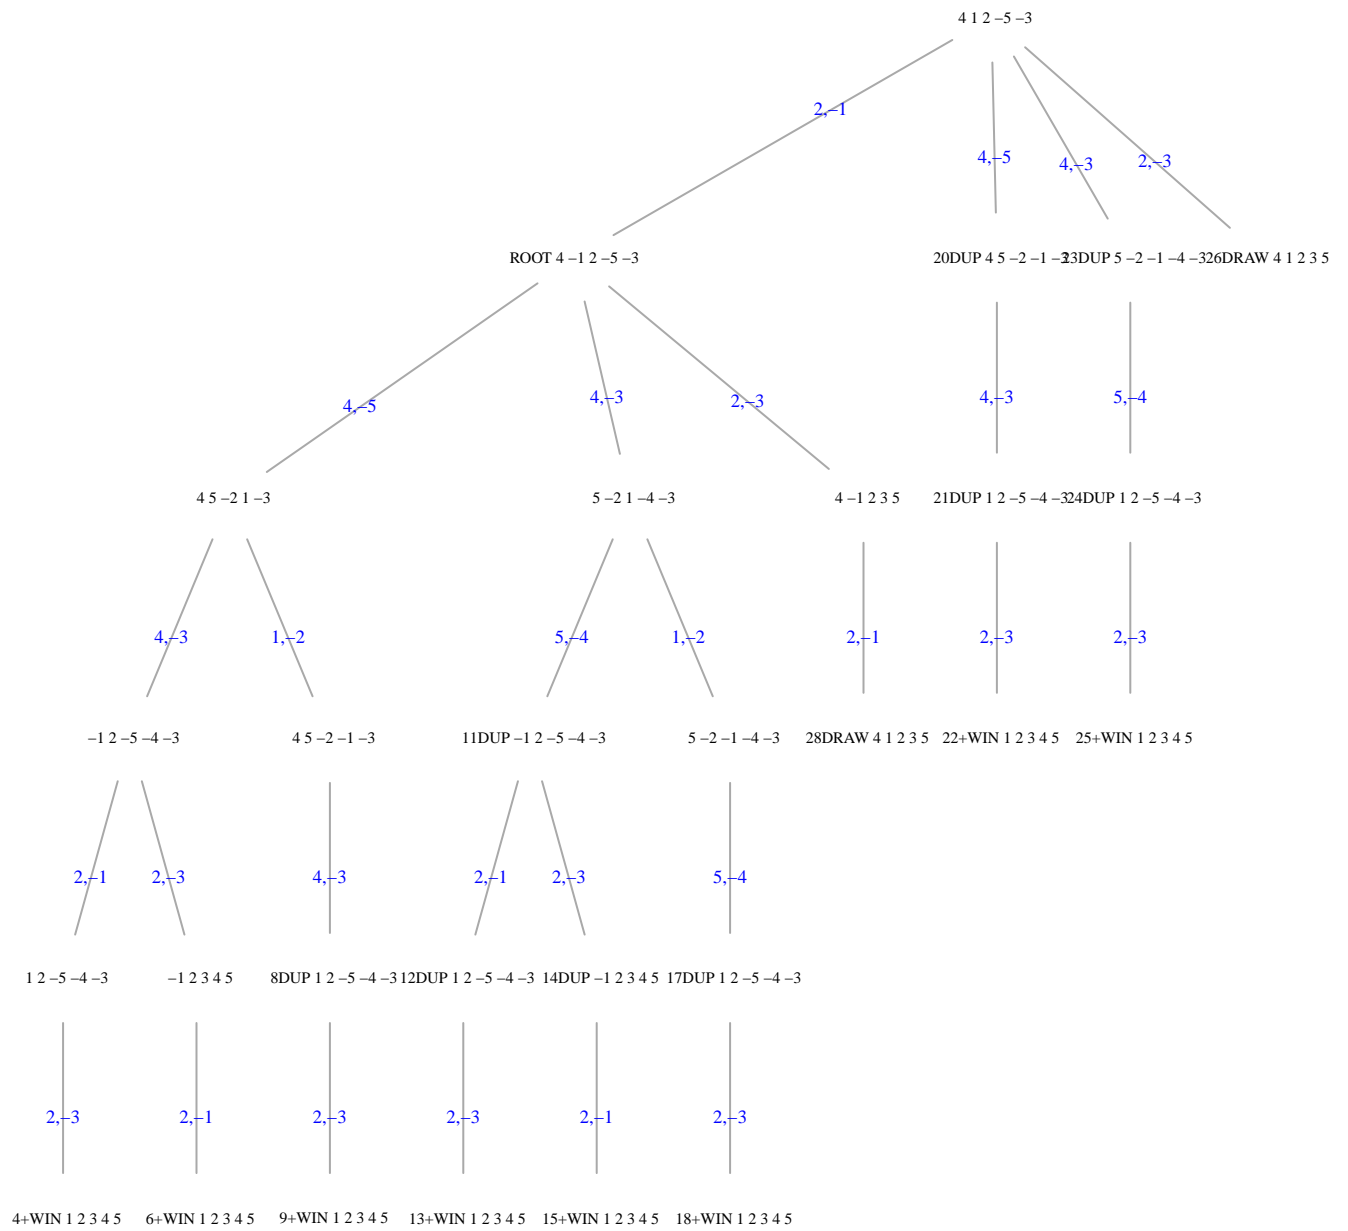 4 1 2 –5 –3
2,–1
4,–5
4,–3
2,–3
ROOT 4 –1 2 –5 –3
20DUP 4 5 –2 –1 –3
23DUP 5 –2 –1 –4 –3
26DRAW 4 1 2 3 5
4,–5
4,–3
2,–3
4,–3
5,–4
4 5 –2 1 –3
5 –2 1 –4 –3
4 –1 2 3 5
21DUP 1 2 –5 –4 –3
24DUP 1 2 –5 –4 –3
4,–3
1,–2
5,–4
1,–2
2,–1
2,–3
2,–3
–1 2 –5 –4 –3
4 5 –2 –1 –3
11DUP –1 2 –5 –4 –3
5 –2 –1 –4 –3
28DRAW 4 1 2 3 5
22+WIN 1 2 3 4 5
25+WIN 1 2 3 4 5
2,–1
2,–3
4,–3
2,–1
2,–3
5,–4
1 2 –5 –4 –3
–1 2 3 4 5
8DUP 1 2 –5 –4 –3
12DUP 1 2 –5 –4 –3
14DUP –1 2 3 4 5
17DUP 1 2 –5 –4 –3
2,–3
2,–1
2,–3
2,–3
2,–1
2,–3
4+WIN 1 2 3 4 5
6+WIN 1 2 3 4 5
9+WIN 1 2 3 4 5
13+WIN 1 2 3 4 5
15+WIN 1 2 3 4 5
18+WIN 1 2 3 4 5